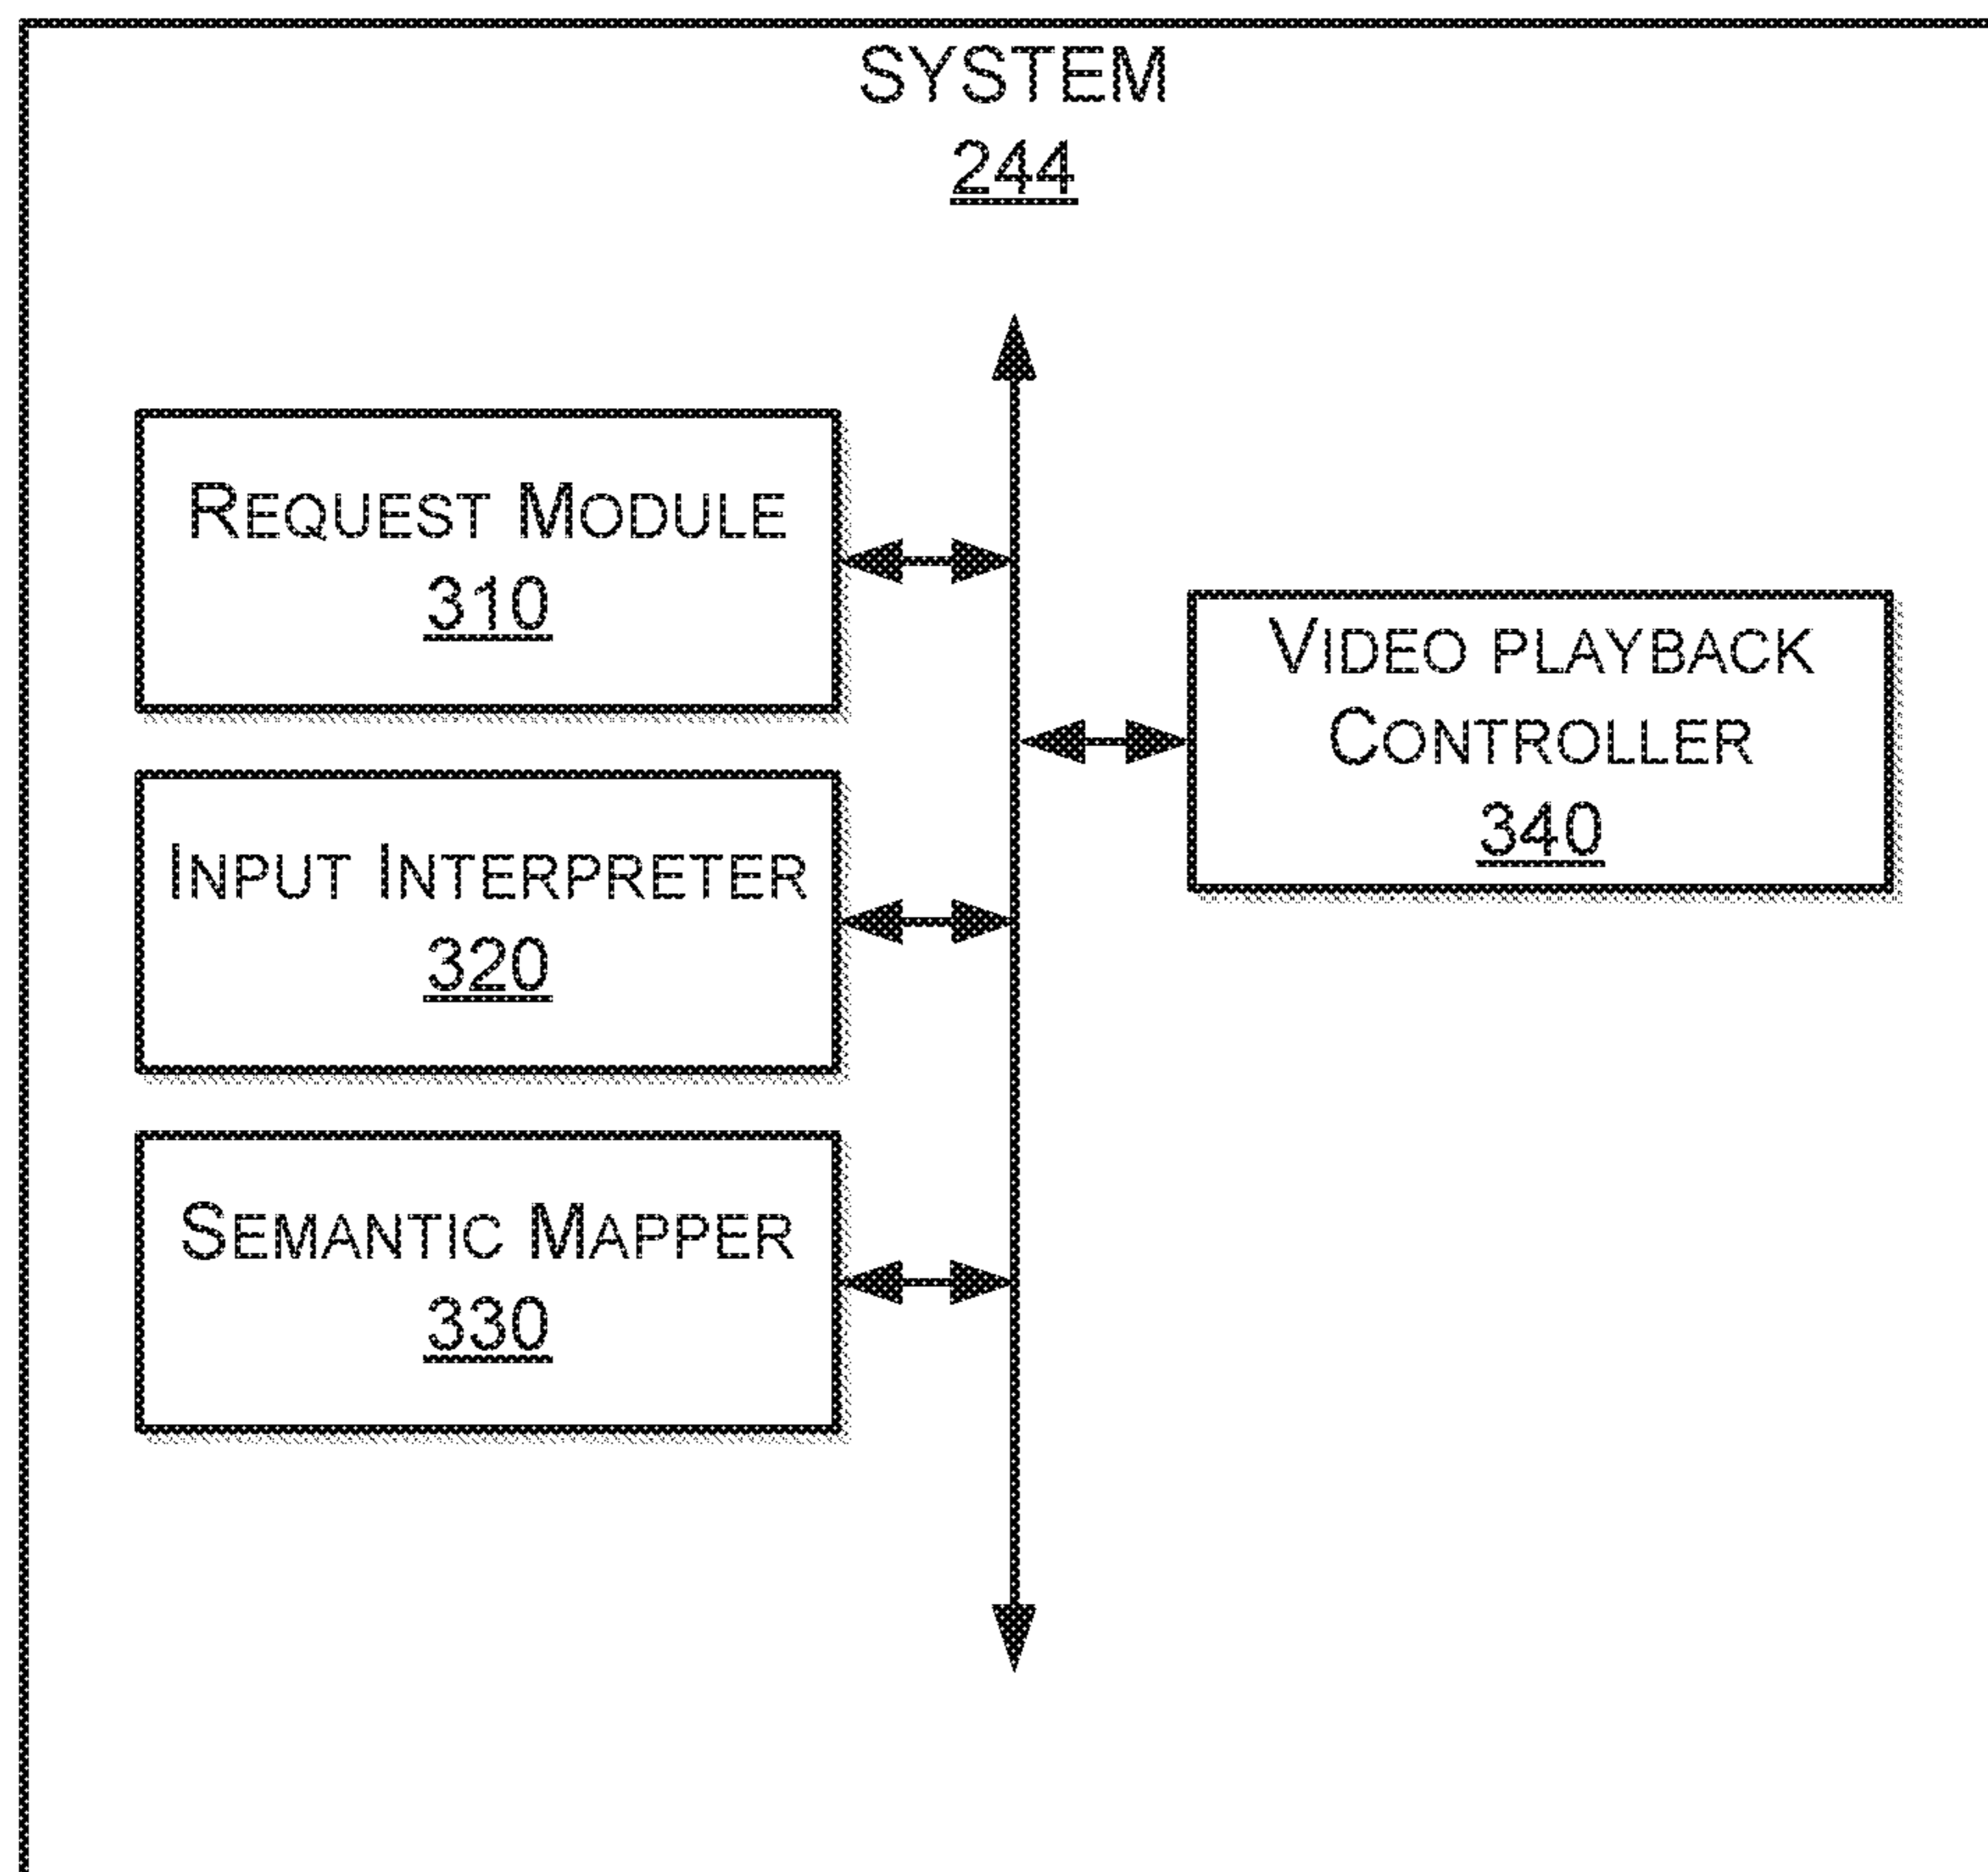 SYSTEM
244
REQUEST MODULE
310
INPUT INTERPRETER
320
SEMANTIC MAPPER
330
VIDEO PLAYBACK
CONTROLLER
340